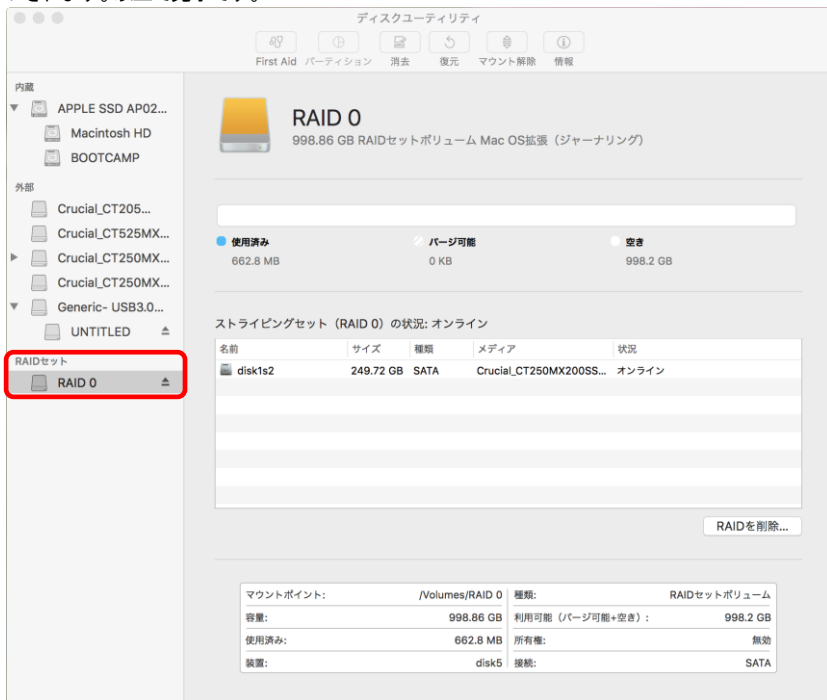 ディスクユーティリティ
First Aid パーティション 消去 復元 マウント解除 情報
内蔵
APPLE SSD AP02...
Macintosh HD
BOOTCAMP
外部
Crucial_CT205...
Crucial_CT525MX...
Crucial_CT250MX...
Crucial_CT250MX...
Generic- USB3.0...
UNTITLED
RAIDセット
RAID 0
RAID 0
998.86 GB RAIDセットボリューム Mac OS拡張（ジャーナリング）
使用済み パージ可能 空き
662.8 MB 0 KB 998.2 GB
ストライピングセット（RAID 0）の状況: オンライン
名前 サイズ 種類 メディア 状況
disk1s2 249.72 GB SATA Crucial_CT250MX200SS... オンライン
RAIDを削除...
マウントポイント: /Volumes/RAID 0 種類: RAIDセットボリューム
容量: 998.86 GB 利用可能（パージ可能+空き）: 998.2 GB
使用済み: 662.8 MB 所有権: 無効
装置: disk5 接続: SATA